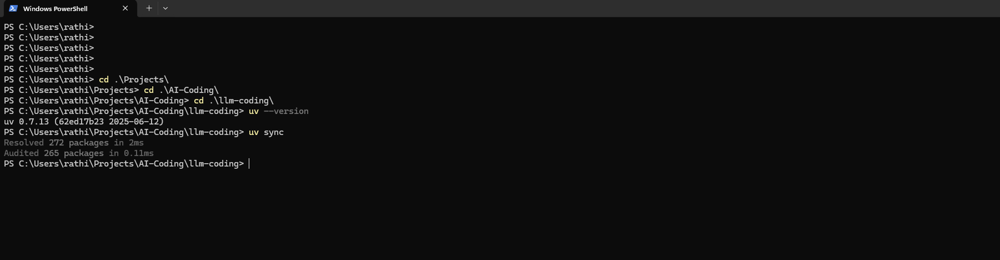 Windows PowerShell
PS C:\Users\rathi>
PS C:\Users\rathi>
PS C:\Users\rathi>
PS C:\Users\rathi>
PS C:\Users\rathi>
PS C:\Users\rathi> cd .\Projects\
PS C:\Users\rathi\Projects> cd .\AI-Coding\
PS C:\Users\rathi\Projects\AI-Coding> cd .\llm-coding\
PS C:\Users\rathi\Projects\AI-Coding\llm-coding> uv --version
uv 0.7.13 (62ed17b23 2025-06-12)
PS C:\Users\rathi\Projects\AI-Coding\llm-coding> uv sync
Resolved 272 packages in 2ms
Audited 265 packages in 0.11ms
PS C:\Users\rathi\Projects\AI-Coding\llm-coding>